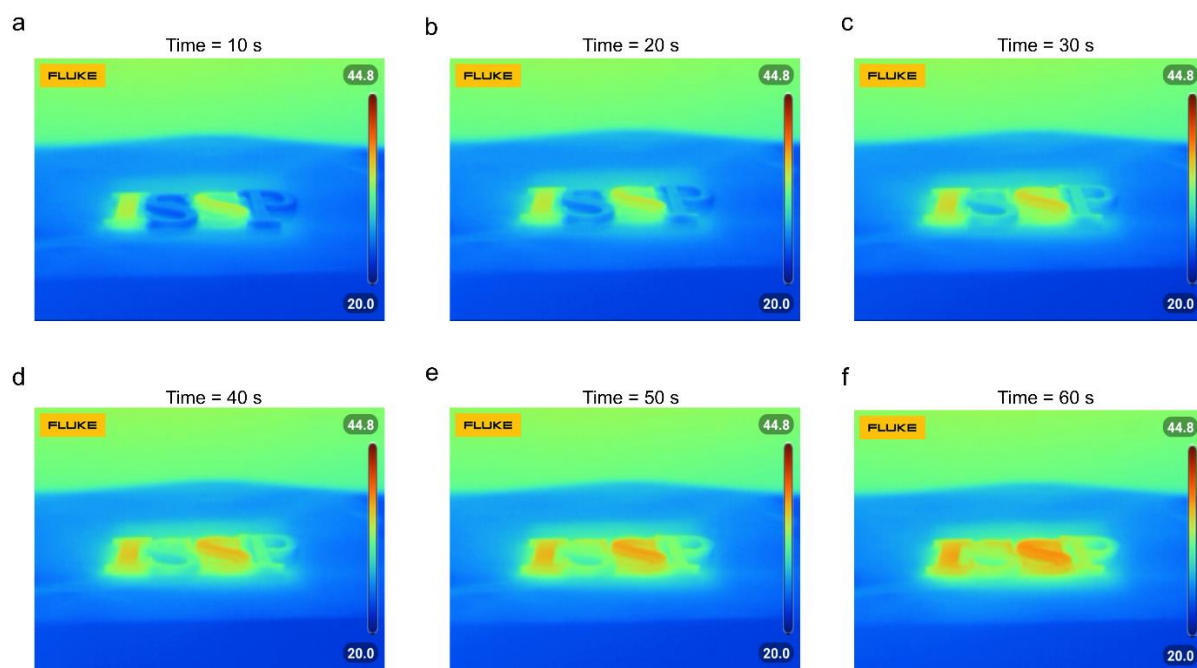 a
Time = 10 s
FLUKE
44.8
ISSP
20.0
b
Time = 20 s
FLUKE
44.8
ISSP
20.0
c
Time = 30 s
FLUKE
44.8
ISSP
20.0
d
Time = 40 s
FLUKE
44.8
ISSP
20.0
e
Time = 50 s
FLUKE
44.8
ISSP
20.0
f
Time = 60 s
FLUKE
44.8
ISSP
20.0